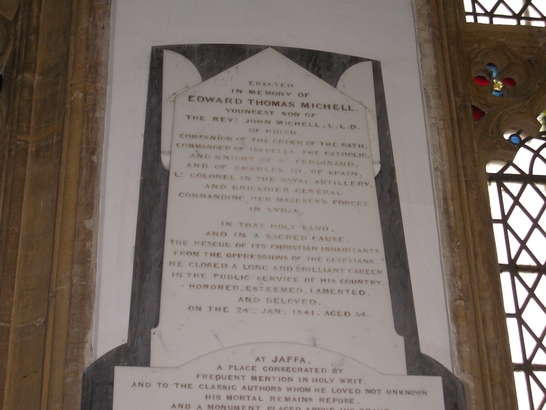 ERECTED
IN MEMORY OF
EDWARD THOMAS MICHELL,
YOUNGEST SON OF
THE REVD JOHN MICHELL, L.L.D.
OF
COMPANION OF THE ORDER OF THE BATH,
COMMANDER OF ISABELLA THE CATHOLIC,
AND KNIGHT OF ST FERDINAND,
AND OF CHARLES III. OF SPAIN,
LT COLONEL IN THE ROYAL ARTILLERY,
AND BRIGADIER GENERAL
COMMANDING HER MAJESTY'S FORCES
IN SYRIA.
IN THAT HOLY LAND,
AND IN A SACRED CAUSE,
THE RESCUE OF ITS CHRISTIAN INHABITANTS
FROM THE OPPRESSIONS OF THE EGYPTIANS,
HE CLOSED A LONG AND BRILLIANT CAREER
IN THE PUBLIC SERVICE OF HIS COUNTRY,
HONORED, ESTEEMED, LAMENTED
AND BELOVED,
ON THE 24TH JANY 1841, AGED 54.
AT JAFFA,
A PLACE CONSECRATED BY
FREQUENT MENTION IN HOLY WRIT,
AND TO THE CLASSIC AUTHORS WHOM HE LOVED NOT UNKNOWN
HIS MORTAL REMAINS REPOSE,
AND A MONUMENT PLACED ABOVE HIS